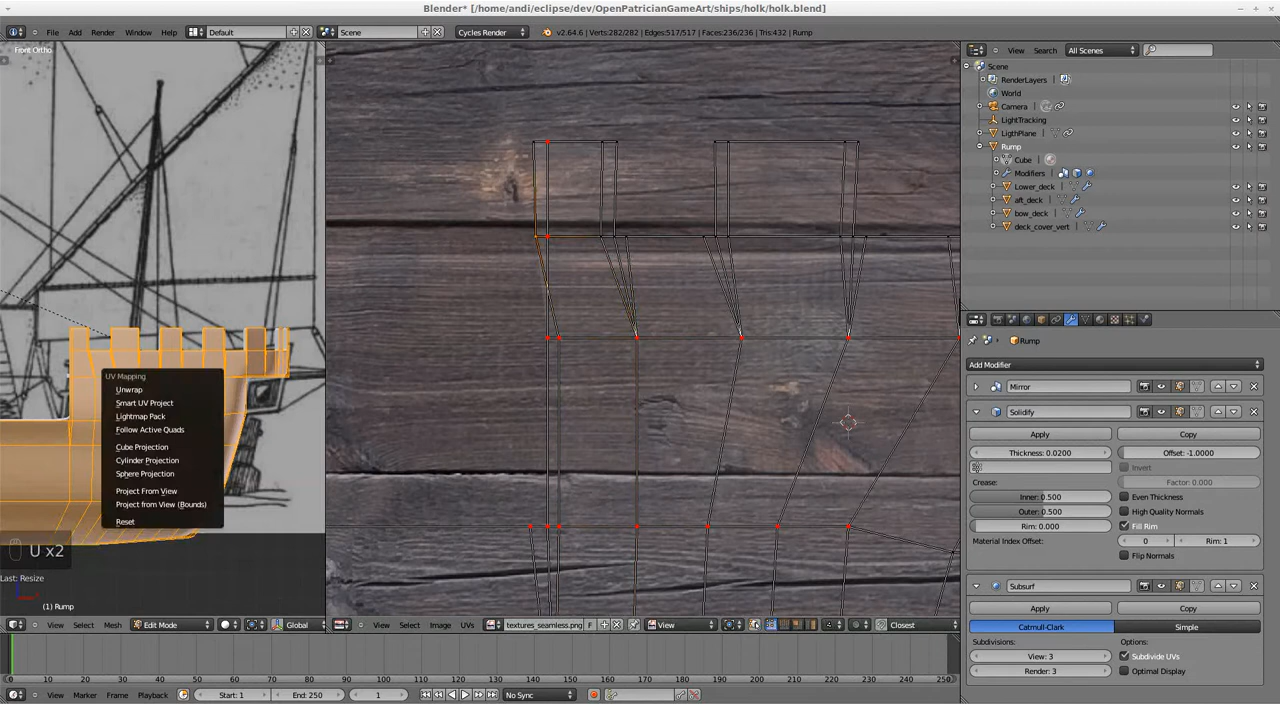 Blender* [/home/andi/eclipse/dev/OpenPatricianGameArt/ships/holk/holk.blend]
File Add Render Window Help Default Scene Cycles Render v2.64.6 | Verts:282/282 | Edges:517/517 | Faces:236/236 | Tris:432 | Rump
View Search All Scenes
Front Ortho
Scene
RenderLayers
World
Camera
LightTracking
LigthPlane
Rump
Cube
Modifiers
Lower_deck
aft_deck
bow_deck
deck_cover_vert
Rump
Add Modifier
Mirror
Solidify
Apply Copy
Thickness: 0.0200 Offset: -1.0000
Invert
Crease: Factor: 0.000
Inner: 0.500 Even Thickness
Outer: 0.500 High Quality Normals
Rim: 0.000 Fill Rim
Material Index Offset: 0 Rim: 1
Flip Normals
Subsurf
Apply Copy
Catmull-Clark Simple
Subdivisions: Options:
View: 3 Subdivide UVs
Render: 3 Optimal Display
UV Mapping
Unwrap
Smart UV Project
Lightmap Pack
Follow Active Quads
Cube Projection
Cylinder Projection
Sphere Projection
Project From View
Project from View (Bounds)
Reset
U x2
Last: Resize
(1) Rump
View Select Mesh Edit Mode Global View Select Image UVs textures_seamless.png F View Closest
0 10 20 30 40 50 60 70 80 90 100 110 120 130 140 150 160 170 180 190 200 210 220 230 240 250
View Marker Frame Playback Start: 1 End: 250 1 No Sync